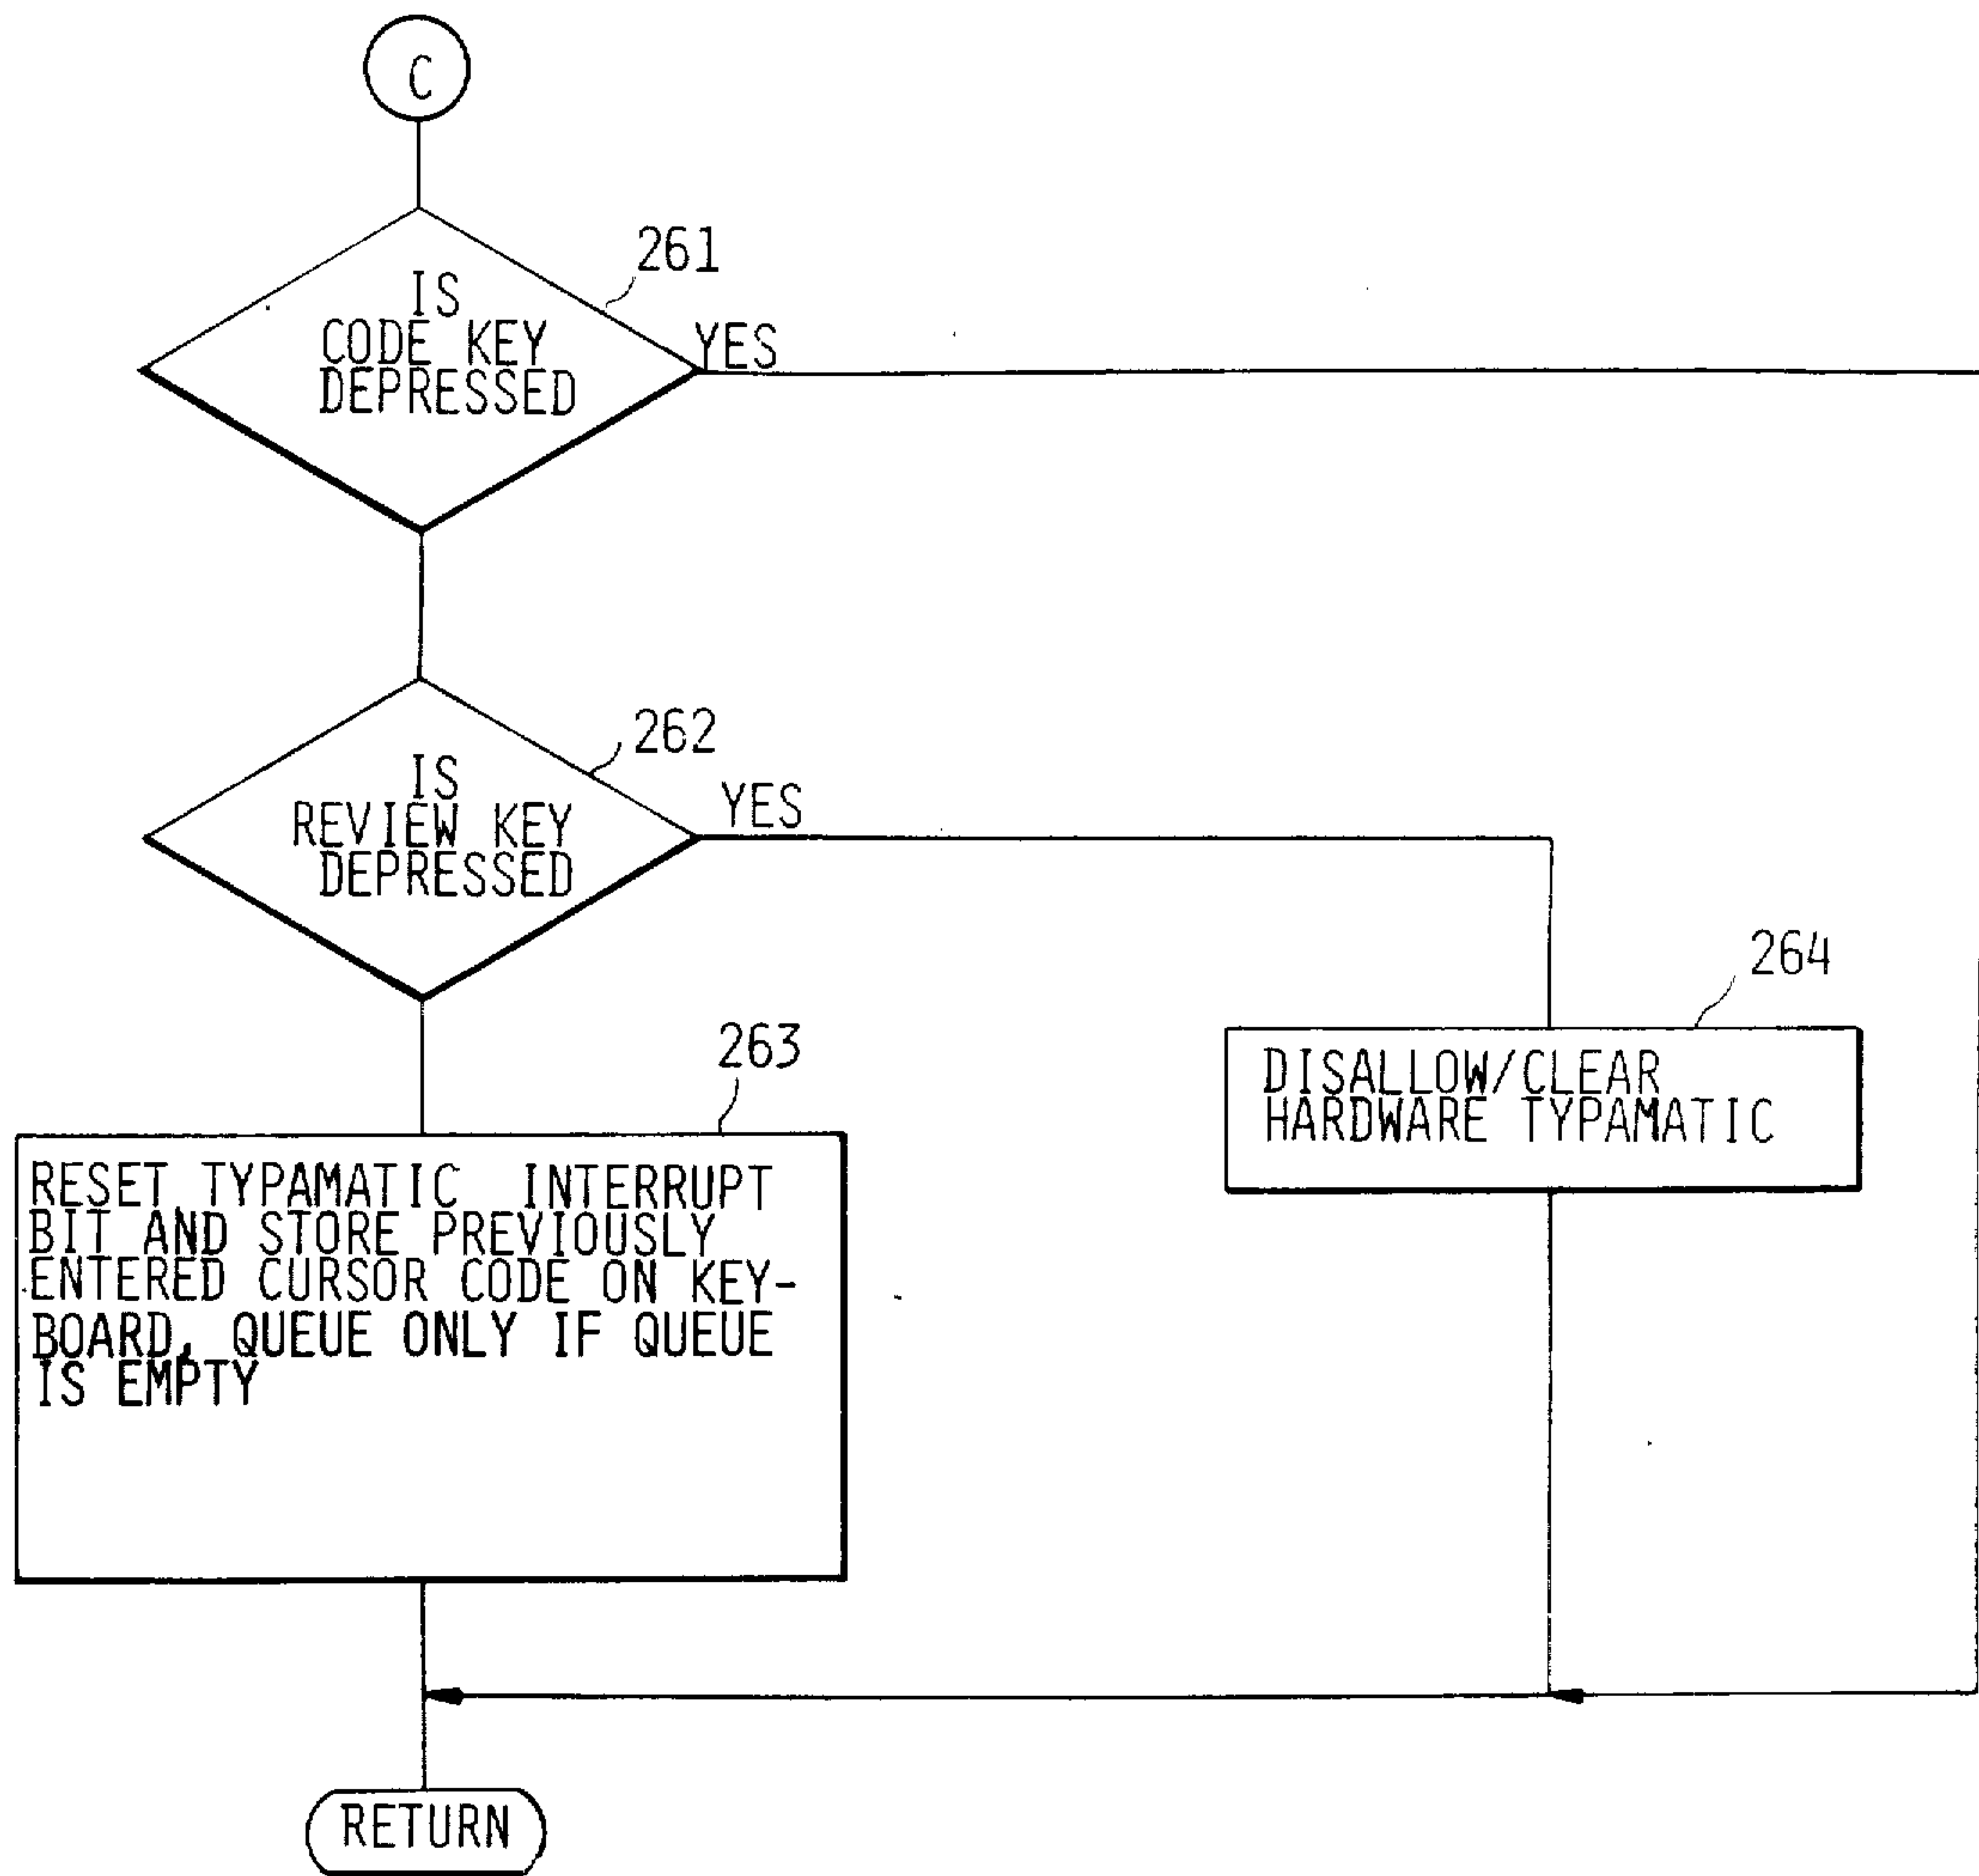 C
261
IS
CODE KEY
DEPRESSED
YES
262
IS
REVIEW KEY
DEPRESSED
YES
264
DISALLOW/CLEAR
HARDWARE TYPAMATIC
263
RESET TYPAMATIC INTERRUPT
BIT AND STORE PREVIOUSLY
ENTERED CURSOR CODE ON KEY-
BOARD, QUEUE ONLY IF QUEUE
IS EMPTY
RETURN